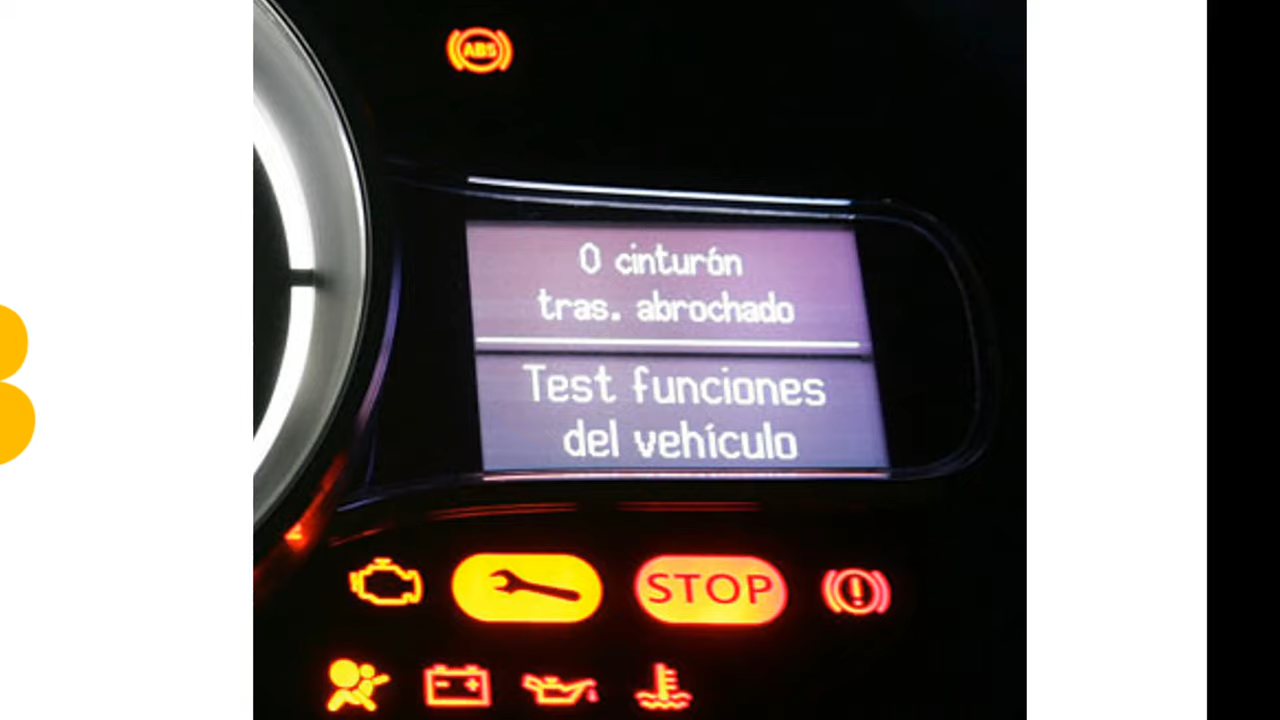 ABS
0 cinturón
tras. abrochado
Test funciones
del vehículo
STOP